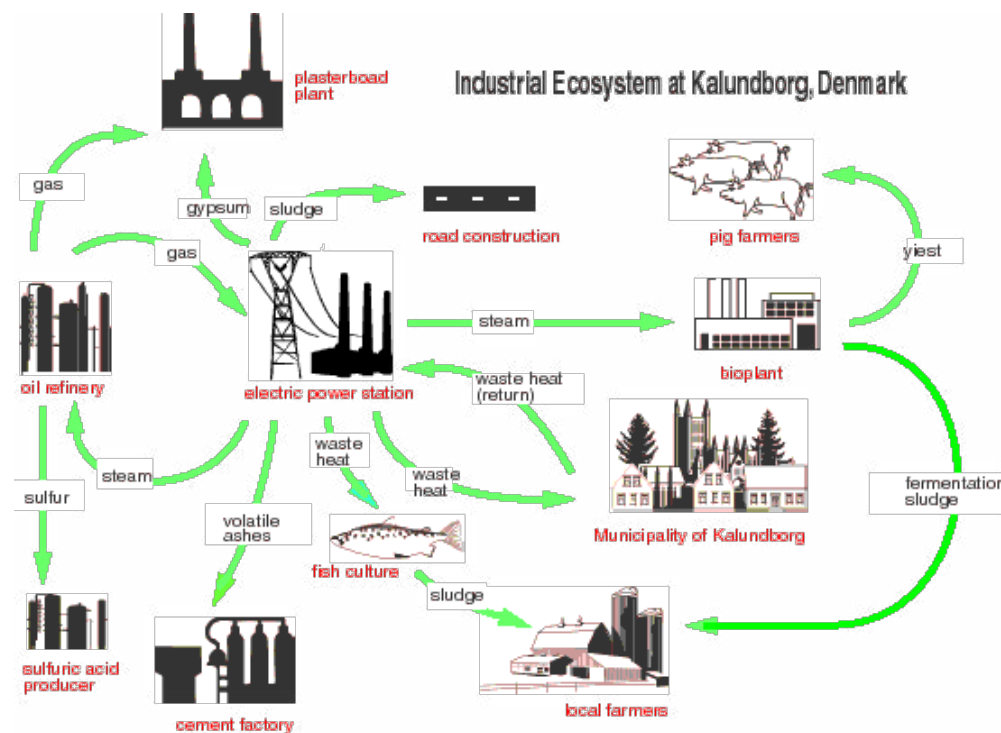 Industrial Ecosystem at Kalundborg, Denmark
plasterboad
plant
gas
gypsum
sludge
road construction
pig farmers
gas
yiest
steam
oil refinery
electric power station
bioplant
waste heat
(return)
waste
heat
waste
heat
steam
sulfur
fermentation
sludge
volatile
ashes
Municipality of Kalundborg
fish culture
sludge
sulfuric acid
producer
cement factory
local farmers